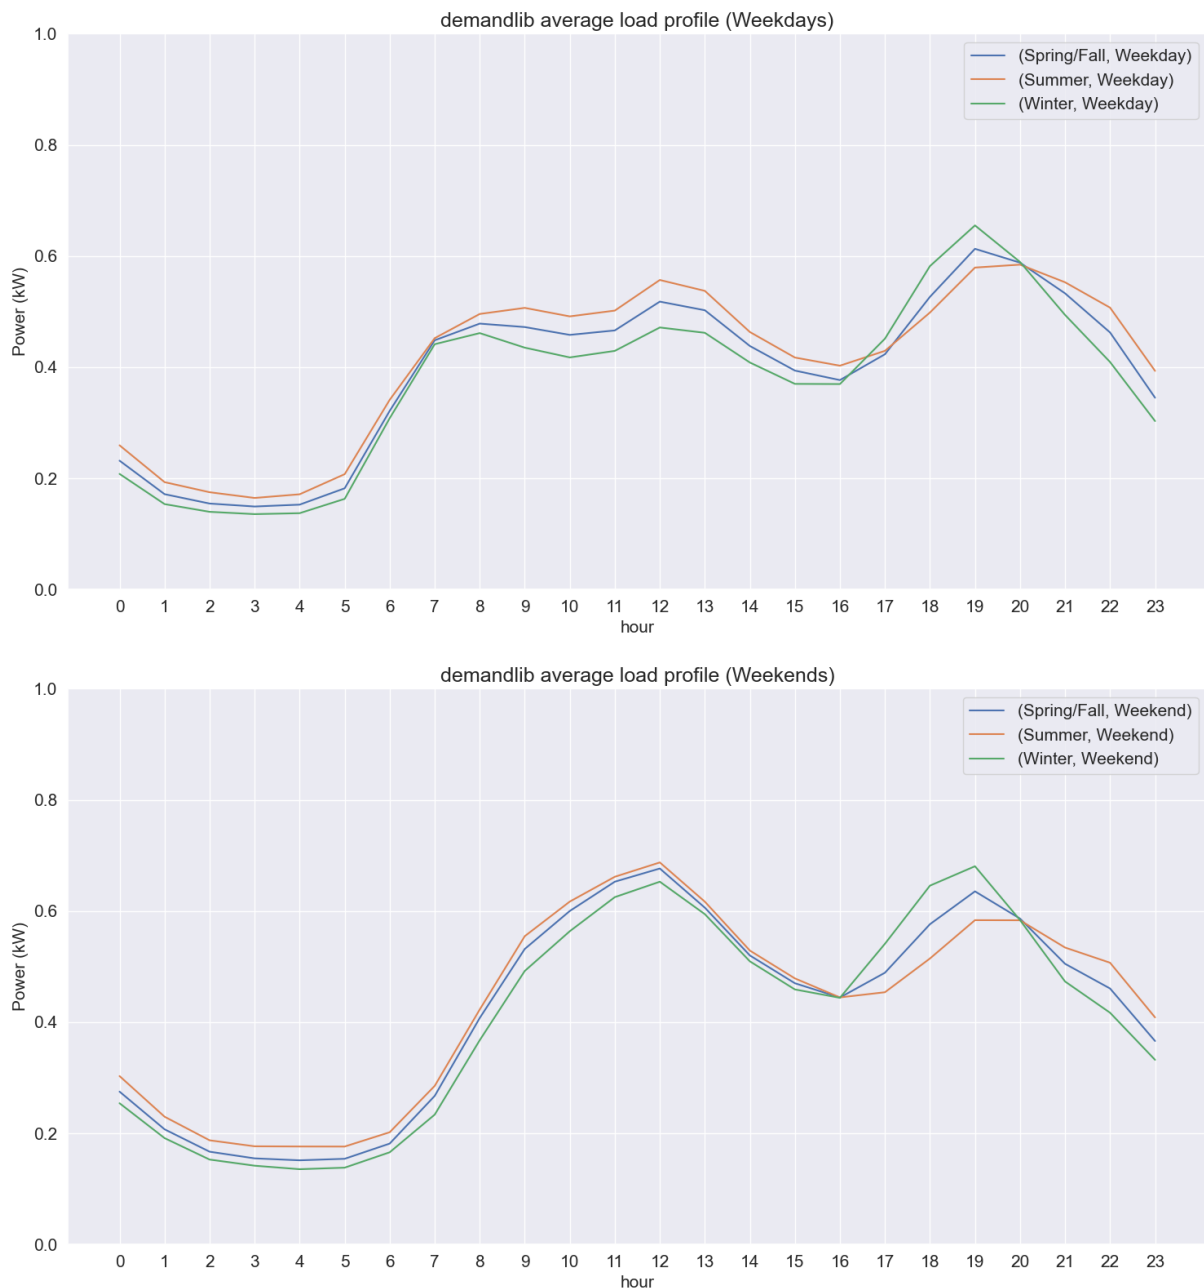 demandlib average load profile (Weekdays)
1.0
(Spring/Fall, Weekday)
(Summer, Weekday)
(Winter, Weekday)
0.8
0.6
Power (kW)
0.4
0.2
0.0
0 1 2 3 4 5 6 7 8 9 10 11 12 13 14 15 16 17 18 19 20 21 22 23
hour
demandlib average load profile (Weekends)
1.0
(Spring/Fall, Weekend)
(Summer, Weekend)
(Winter, Weekend)
0.8
0.6
Power (kW)
0.4
0.2
0.0
0 1 2 3 4 5 6 7 8 9 10 11 12 13 14 15 16 17 18 19 20 21 22 23
hour